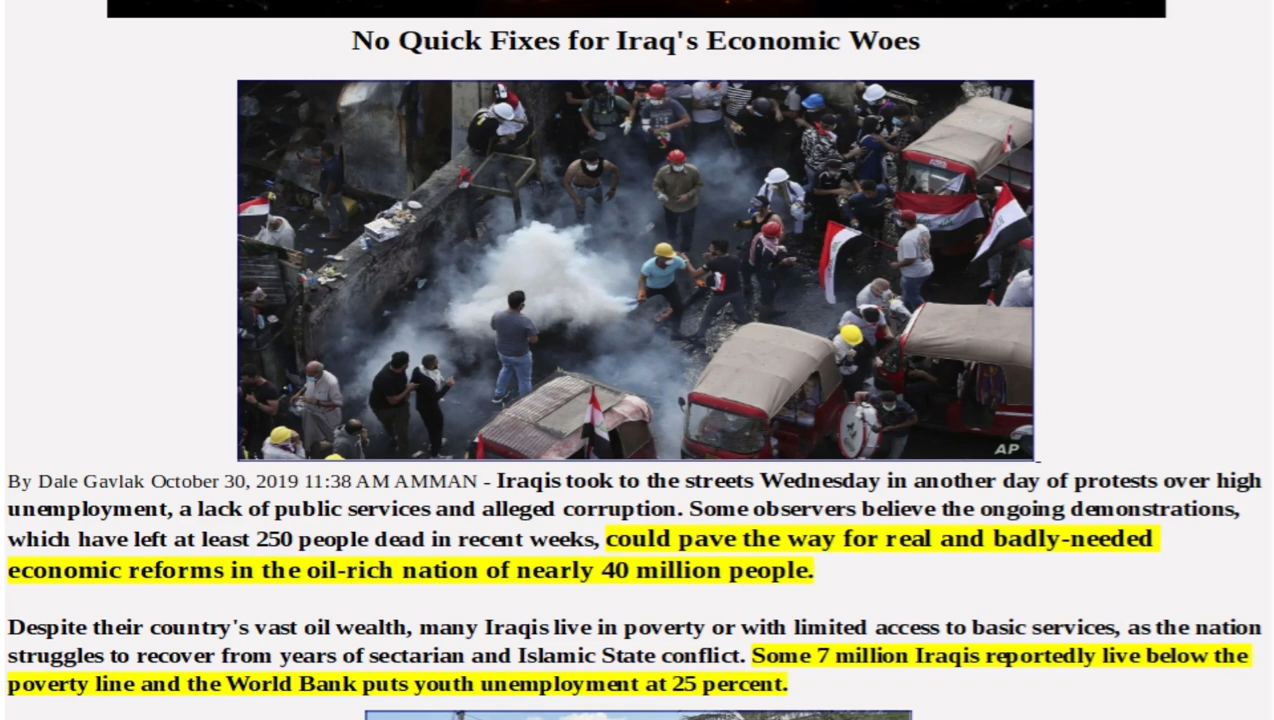 No Quick Fixes for Iraq's Economic Woes
AP
By Dale Gavlak October 30, 2019 11:38 AM AMMAN - Iraqis took to the streets Wednesday in another day of protests over high
unemployment, a lack of public services and alleged corruption. Some observers believe the ongoing demonstrations,
which have left at least 250 people dead in recent weeks, could pave the way for real and badly-needed
economic reforms in the oil-rich nation of nearly 40 million people.
Despite their country's vast oil wealth, many Iraqis live in poverty or with limited access to basic services, as the nation
struggles to recover from years of sectarian and Islamic State conflict. Some 7 million Iraqis reportedly live below the
poverty line and the World Bank puts youth unemployment at 25 percent.